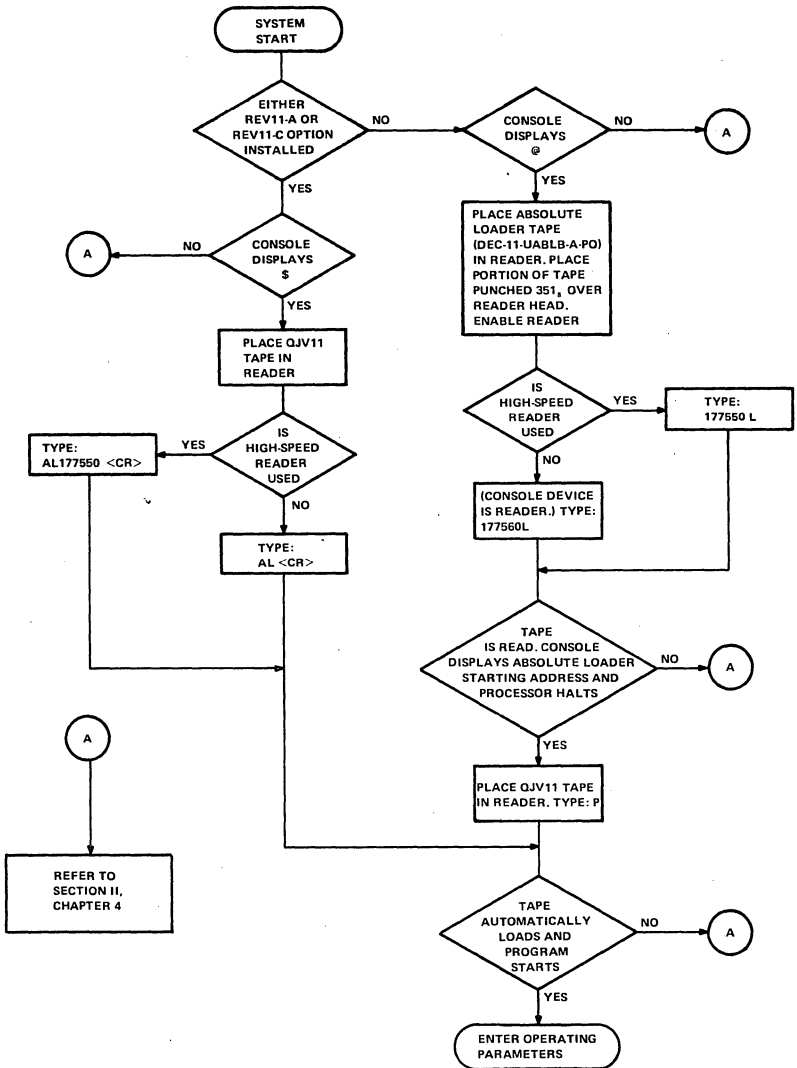 SYSTEM
START
EITHER
REV11-A OR
REV11-C OPTION
INSTALLED
NO
CONSOLE
DISPLAYS
@
NO
A
YES
YES
A
NO
CONSOLE
DISPLAYS
$
PLACE ABSOLUTE
LOADER TAPE
(DEC-11-UABLB-A-PO)
IN READER. PLACE
PORTION OF TAPE
PUNCHED 351₈ OVER
READER HEAD.
ENABLE READER
YES
PLACE QJV11
TAPE IN
READER
IS
HIGH-SPEED
READER
USED
YES
TYPE:
177550 L
TYPE:
AL177550 <CR>
YES
IS
HIGH-SPEED
READER
USED
NO
NO
(CONSOLE DEVICE
IS READER.) TYPE:
177560L
TYPE:
AL <CR>
TAPE
IS READ. CONSOLE
DISPLAYS ABSOLUTE LOADER
STARTING ADDRESS AND
PROCESSOR HALTS
NO
A
A
YES
PLACE QJV11 TAPE
IN READER. TYPE: P
REFER TO
SECTION II,
CHAPTER 4
TAPE
AUTOMATICALLY
LOADS AND
PROGRAM
STARTS
NO
A
YES
ENTER OPERATING
PARAMETERS